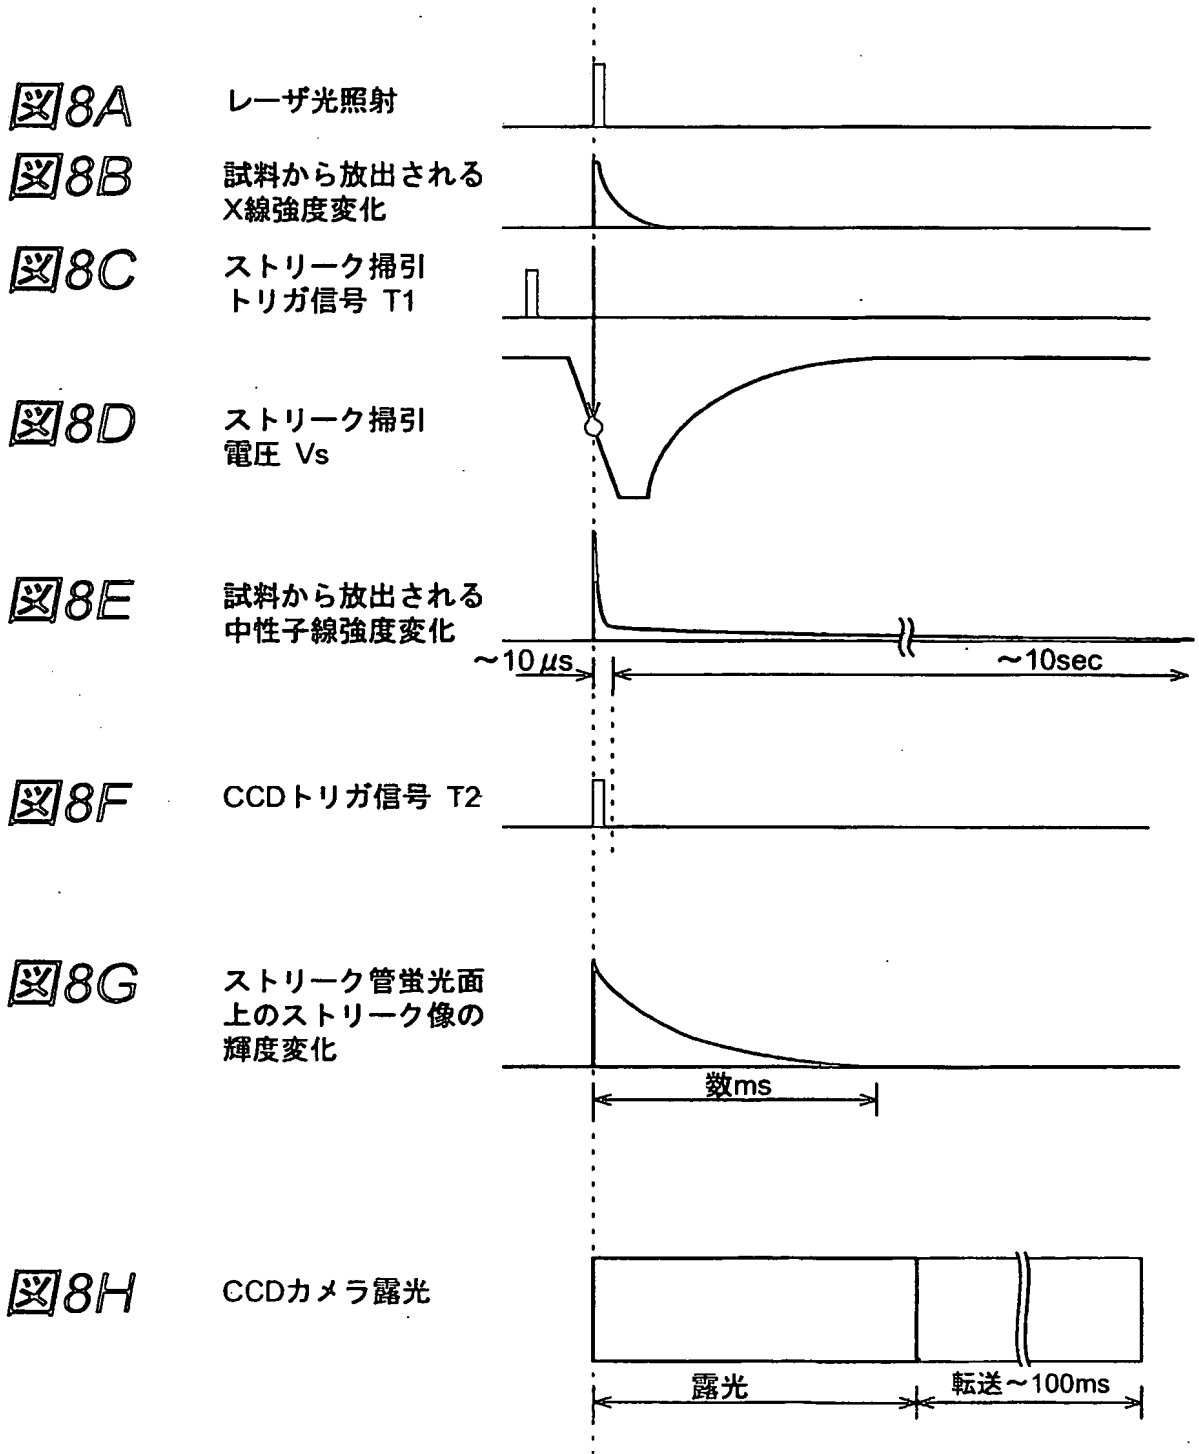 図8A
レーザ光照射
図8B
試料から放出される
X線強度変化
図8C
ストリーク掃引
トリガ信号 T1
図8D
ストリーク掃引
電圧 Vs
図8E
試料から放出される
中性子線強度変化
～10μs
～10sec
図8F
CCDトリガ信号 T2
図8G
ストリーク管蛍光面
上のストリーク像の
輝度変化
数ms
図8H
CCDカメラ露光
露光
転送～100ms